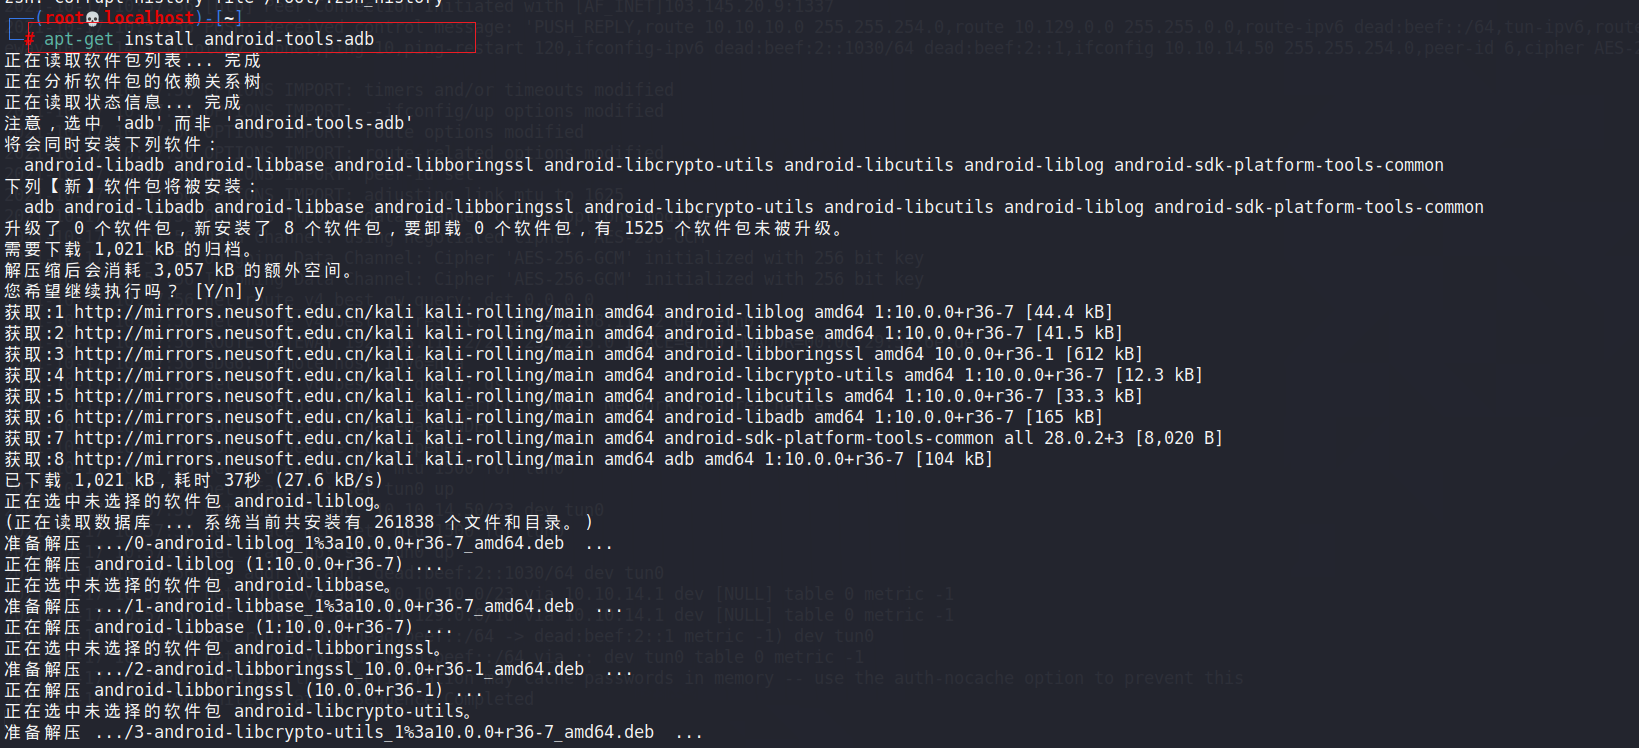 zsh: corrupt history file /root/.zsh_history
(root💀localhost)-[~]
# apt-get install android-tools-adb
正在读取软件包列表... 完成
正在分析软件包的依赖关系树
正在读取状态信息... 完成
注意，选中 'adb' 而非 'android-tools-adb'
将会同时安装下列软件：
android-libadb android-libbase android-libboringssl android-libcrypto-utils android-libcutils android-liblog android-sdk-platform-tools-common
下列【新】软件包将被安装：
adb android-libadb android-libbase android-libboringssl android-libcrypto-utils android-libcutils android-liblog android-sdk-platform-tools-common
升级了 0 个软件包，新安装了 8 个软件包，要卸载 0 个软件包，有 1525 个软件包未被升级。
需要下载 1,021 kB 的归档。
解压缩后会消耗 3,057 kB 的额外空间。
您希望继续执行吗？ [Y/n] y
获取:1 http://mirrors.neusoft.edu.cn/kali kali-rolling/main amd64 android-liblog amd64 1:10.0.0+r36-7 [44.4 kB]
获取:2 http://mirrors.neusoft.edu.cn/kali kali-rolling/main amd64 android-libbase amd64 1:10.0.0+r36-7 [41.5 kB]
获取:3 http://mirrors.neusoft.edu.cn/kali kali-rolling/main amd64 android-libboringssl amd64 10.0.0+r36-1 [612 kB]
获取:4 http://mirrors.neusoft.edu.cn/kali kali-rolling/main amd64 android-libcrypto-utils amd64 1:10.0.0+r36-7 [12.3 kB]
获取:5 http://mirrors.neusoft.edu.cn/kali kali-rolling/main amd64 android-libcutils amd64 1:10.0.0+r36-7 [33.3 kB]
获取:6 http://mirrors.neusoft.edu.cn/kali kali-rolling/main amd64 android-libadb amd64 1:10.0.0+r36-7 [165 kB]
获取:7 http://mirrors.neusoft.edu.cn/kali kali-rolling/main amd64 android-sdk-platform-tools-common all 28.0.2+3 [8,020 B]
获取:8 http://mirrors.neusoft.edu.cn/kali kali-rolling/main amd64 adb amd64 1:10.0.0+r36-7 [104 kB]
已下载 1,021 kB，耗时 37秒 (27.6 kB/s)
正在选中未选择的软件包 android-liblog。
(正在读取数据库 ... 系统当前共安装有 261838 个文件和目录。)
准备解压 .../0-android-liblog_1%3a10.0.0+r36-7_amd64.deb  ...
正在解压 android-liblog (1:10.0.0+r36-7) ...
正在选中未选择的软件包 android-libbase。
准备解压 .../1-android-libbase_1%3a10.0.0+r36-7_amd64.deb  ...
正在解压 android-libbase (1:10.0.0+r36-7) ...
正在选中未选择的软件包 android-libboringssl。
准备解压 .../2-android-libboringssl_10.0.0+r36-1_amd64.deb  ...
正在解压 android-libboringssl (10.0.0+r36-1) ...
正在选中未选择的软件包 android-libcrypto-utils。
准备解压 .../3-android-libcrypto-utils_1%3a10.0.0+r36-7_amd64.deb  ...